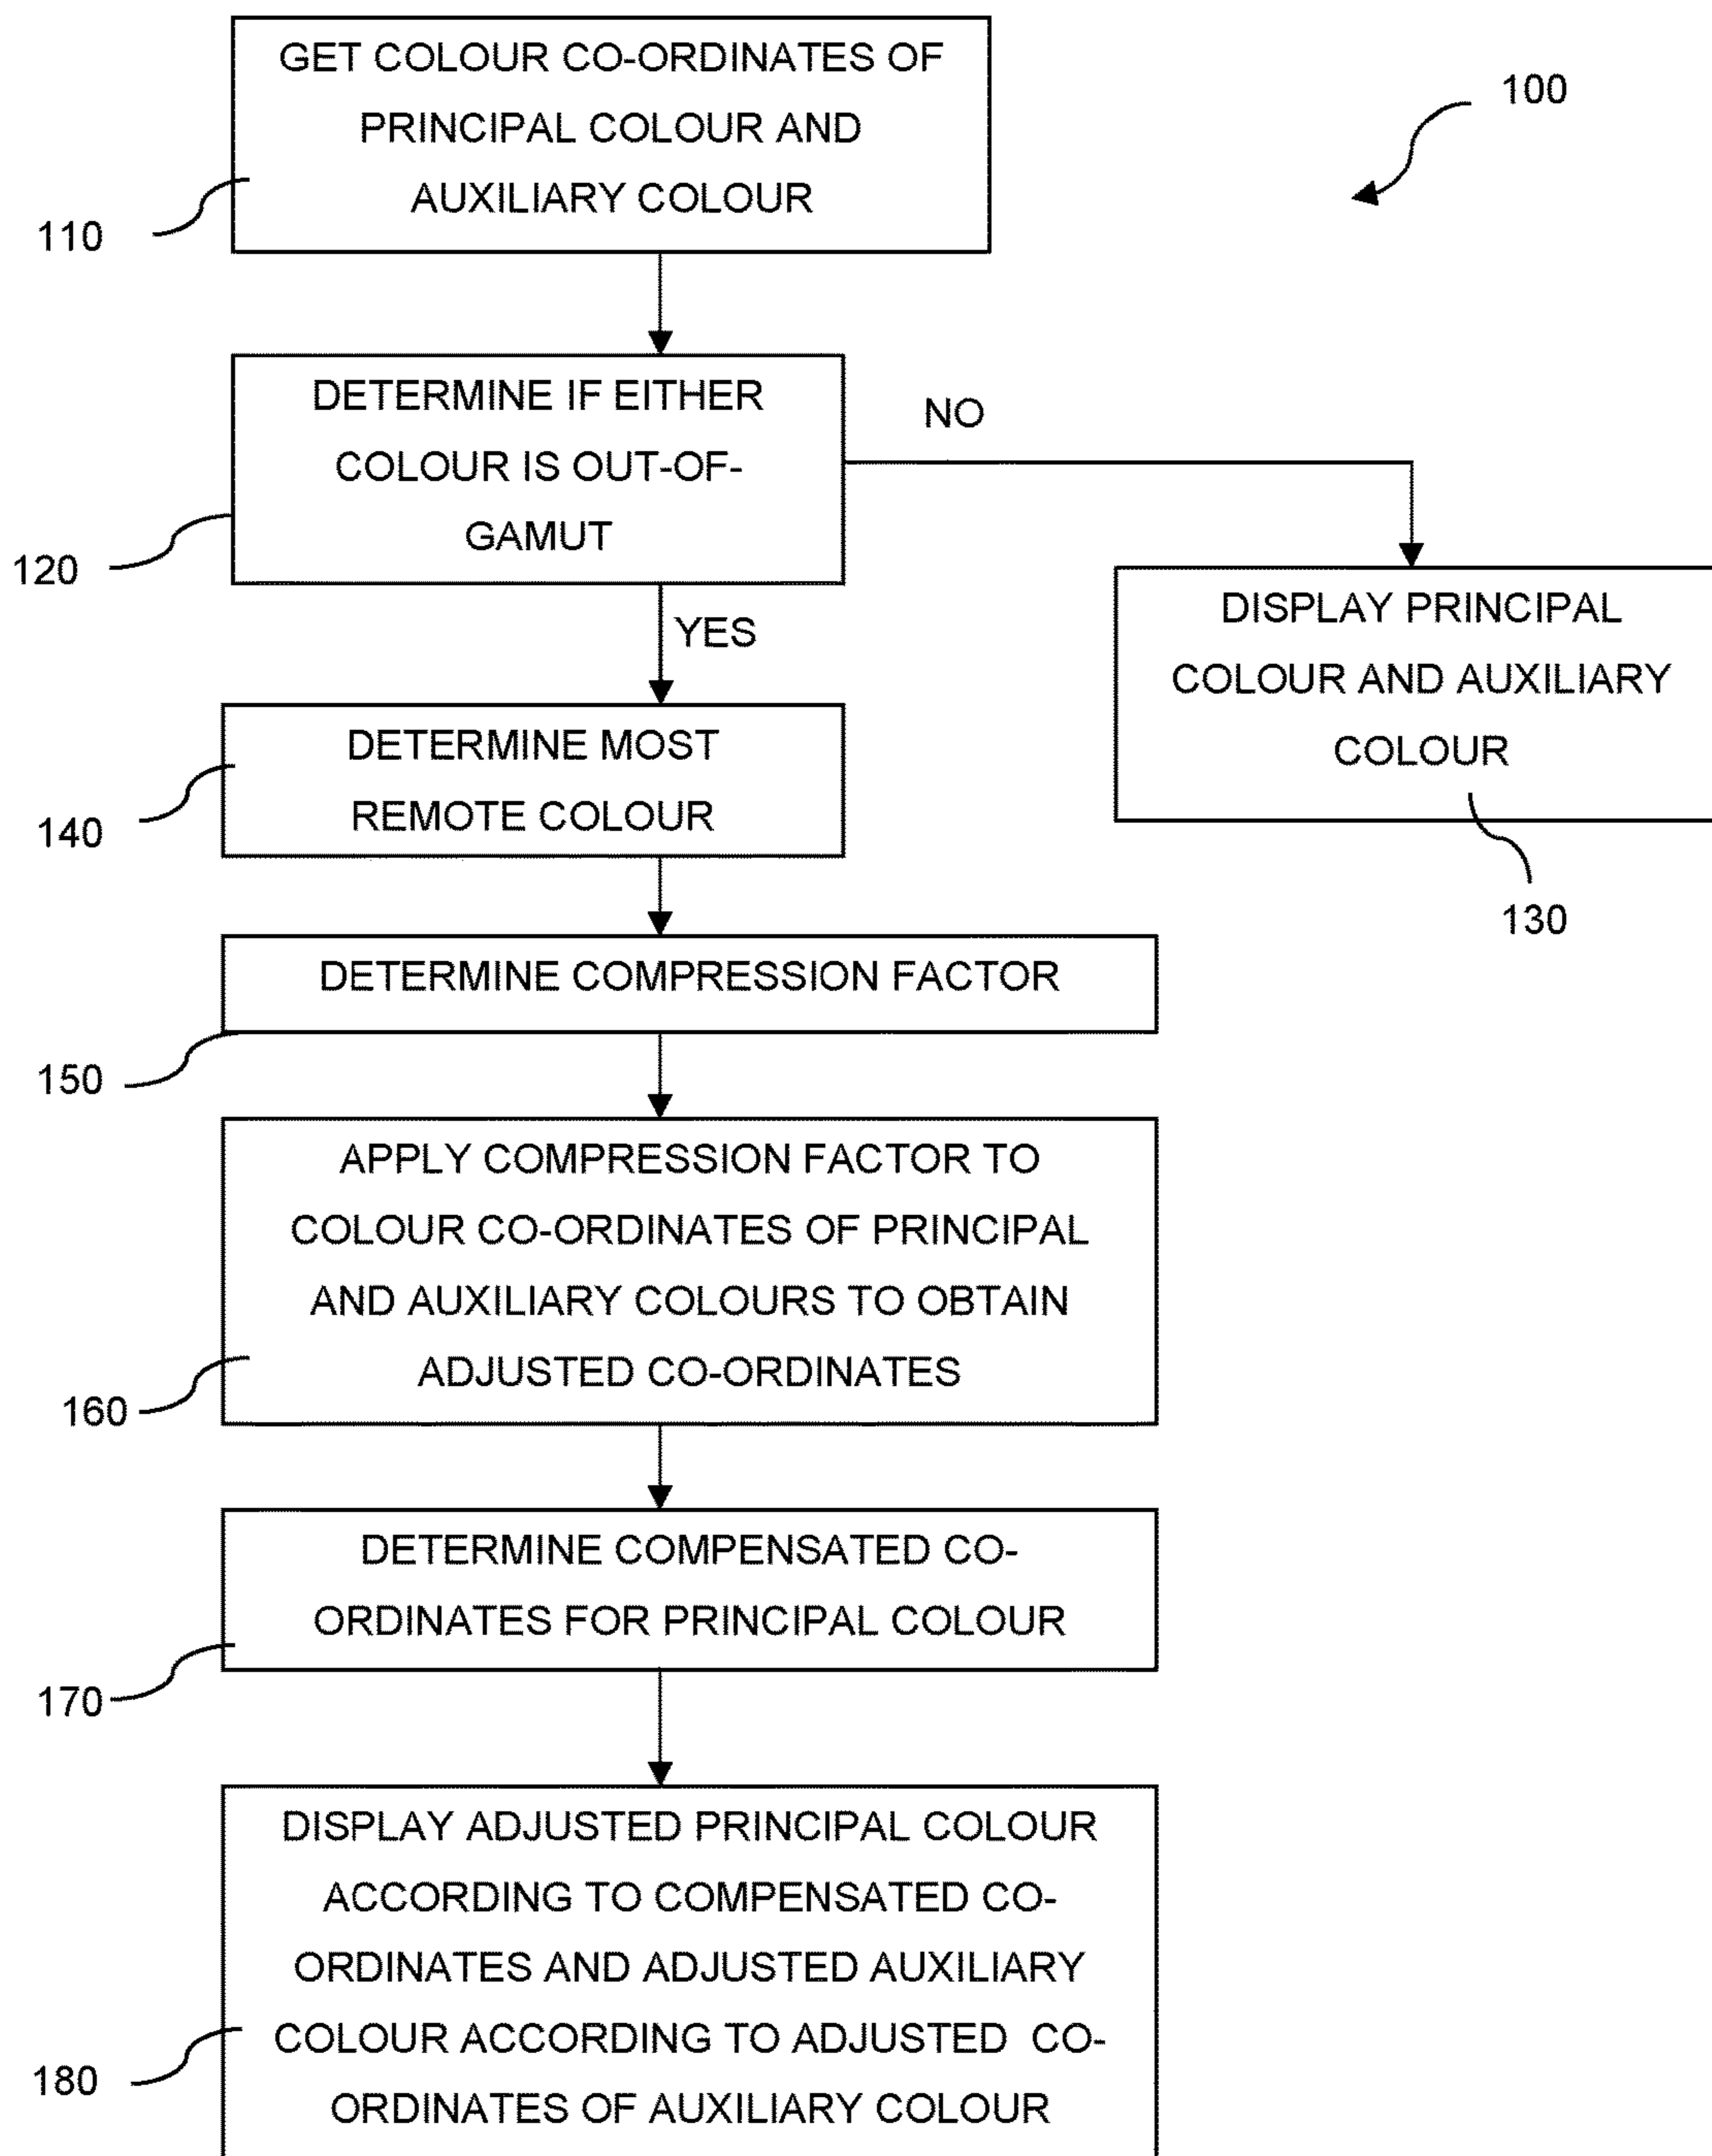 GET COLOUR CO-ORDINATES OF
PRINCIPAL COLOUR AND
AUXILIARY COLOUR
100
110
DETERMINE IF EITHER
COLOUR IS OUT-OF-
GAMUT
NO
120
DISPLAY PRINCIPAL
COLOUR AND AUXILIARY
COLOUR
YES
DETERMINE MOST
REMOTE COLOUR
140
130
DETERMINE COMPRESSION FACTOR
150
APPLY COMPRESSION FACTOR TO
COLOUR CO-ORDINATES OF PRINCIPAL
AND AUXILIARY COLOURS TO OBTAIN
ADJUSTED CO-ORDINATES
160
DETERMINE COMPENSATED CO-
ORDINATES FOR PRINCIPAL COLOUR
170
DISPLAY ADJUSTED PRINCIPAL COLOUR
ACCORDING TO COMPENSATED CO-
ORDINATES AND ADJUSTED AUXILIARY
COLOUR ACCORDING TO ADJUSTED CO-
ORDINATES OF AUXILIARY COLOUR
180